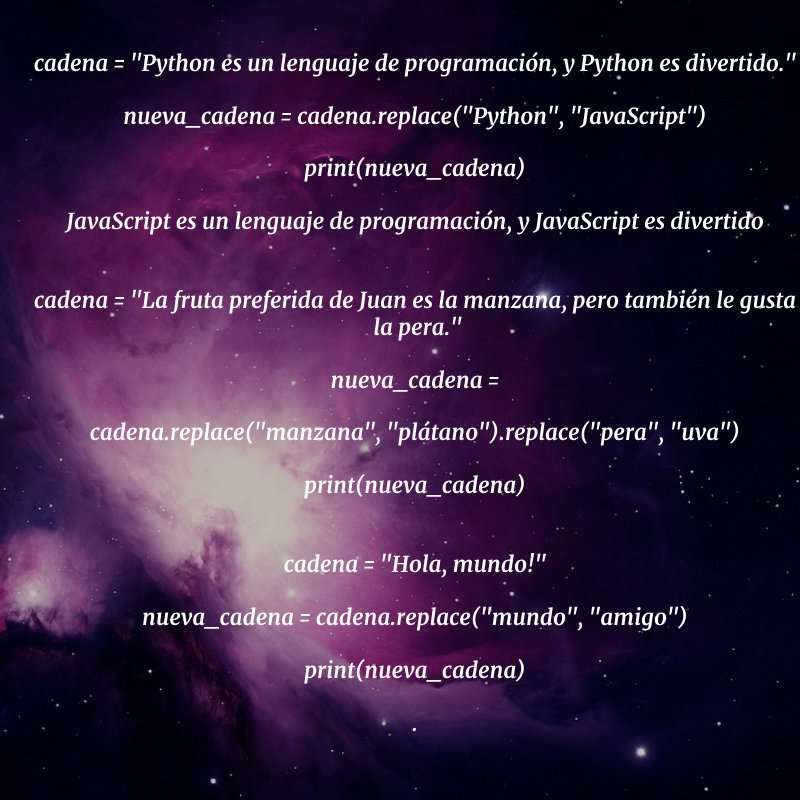 cadena = "Python es un lenguaje de programación, y Python es divertido."
nueva_cadena = cadena.replace("Python", "JavaScript")
print(nueva_cadena)
JavaScript es un lenguaje de programación, y JavaScript es divertido
cadena = "La fruta preferida de Juan es la manzana, pero también le gusta
la pera."
nueva_cadena =
cadena.replace("manzana", "plátano").replace("pera", "uva")
print(nueva_cadena)
cadena = "Hola, mundo!"
nueva_cadena = cadena.replace("mundo", "amigo")
print(nueva_cadena)
.